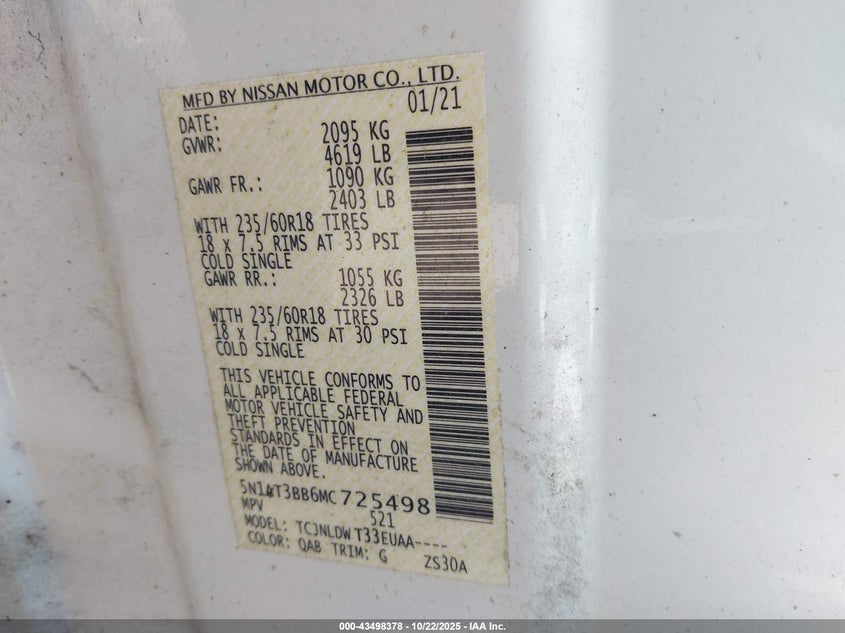 MFD BY NISSAN MOTOR CO., LTD.
DATE: 01/21
GVWR: 2095 KG
4619 LB
GAWR FR.: 1090 KG
2403 LB
WITH 235/60R18 TIRES
18 x 7.5 RIMS AT 33 PSI
COLD SINGLE
GAWR RR.: 1055 KG
2326 LB
WITH 235/60R18 TIRES
18 x 7.5 RIMS AT 30 PSI
COLD SINGLE
THIS VEHICLE CONFORMS TO
ALL APPLICABLE FEDERAL
MOTOR VEHICLE SAFETY AND
THEFT PREVENTION
STANDARDS IN EFFECT ON
THE DATE OF MANUFACTURE
SHOWN ABOVE.
5N1AT3BB6MC725498
MPV 521
MODEL: TCJNLDW T33EUAA----
COLOR: QAB TRIM: G ZS30A
000-43498378 - 10/22/2025 - IAA Inc.